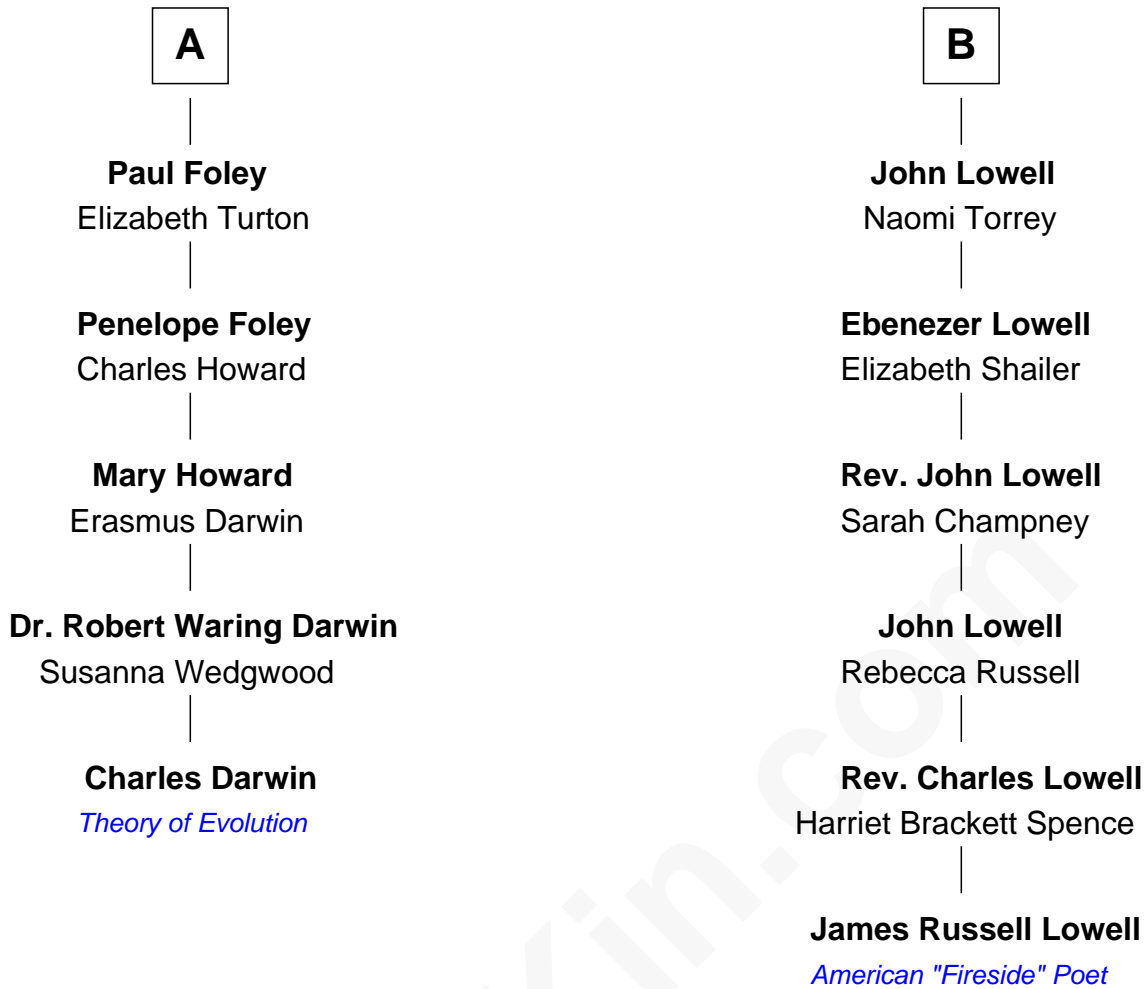 A
Paul Foley
Elizabeth Turton
Penelope Foley
Charles Howard
Mary Howard
Erasmus Darwin
Dr. Robert Waring Darwin
Susanna Wedgwood
Charles Darwin
Theory of Evolution
B
John Lowell
Naomi Torrey
Ebenezer Lowell
Elizabeth Shailer
Rev. John Lowell
Sarah Champney
John Lowell
Rebecca Russell
Rev. Charles Lowell
Harriet Brackett Spence
James Russell Lowell
American "Fireside" Poet
Kin.com